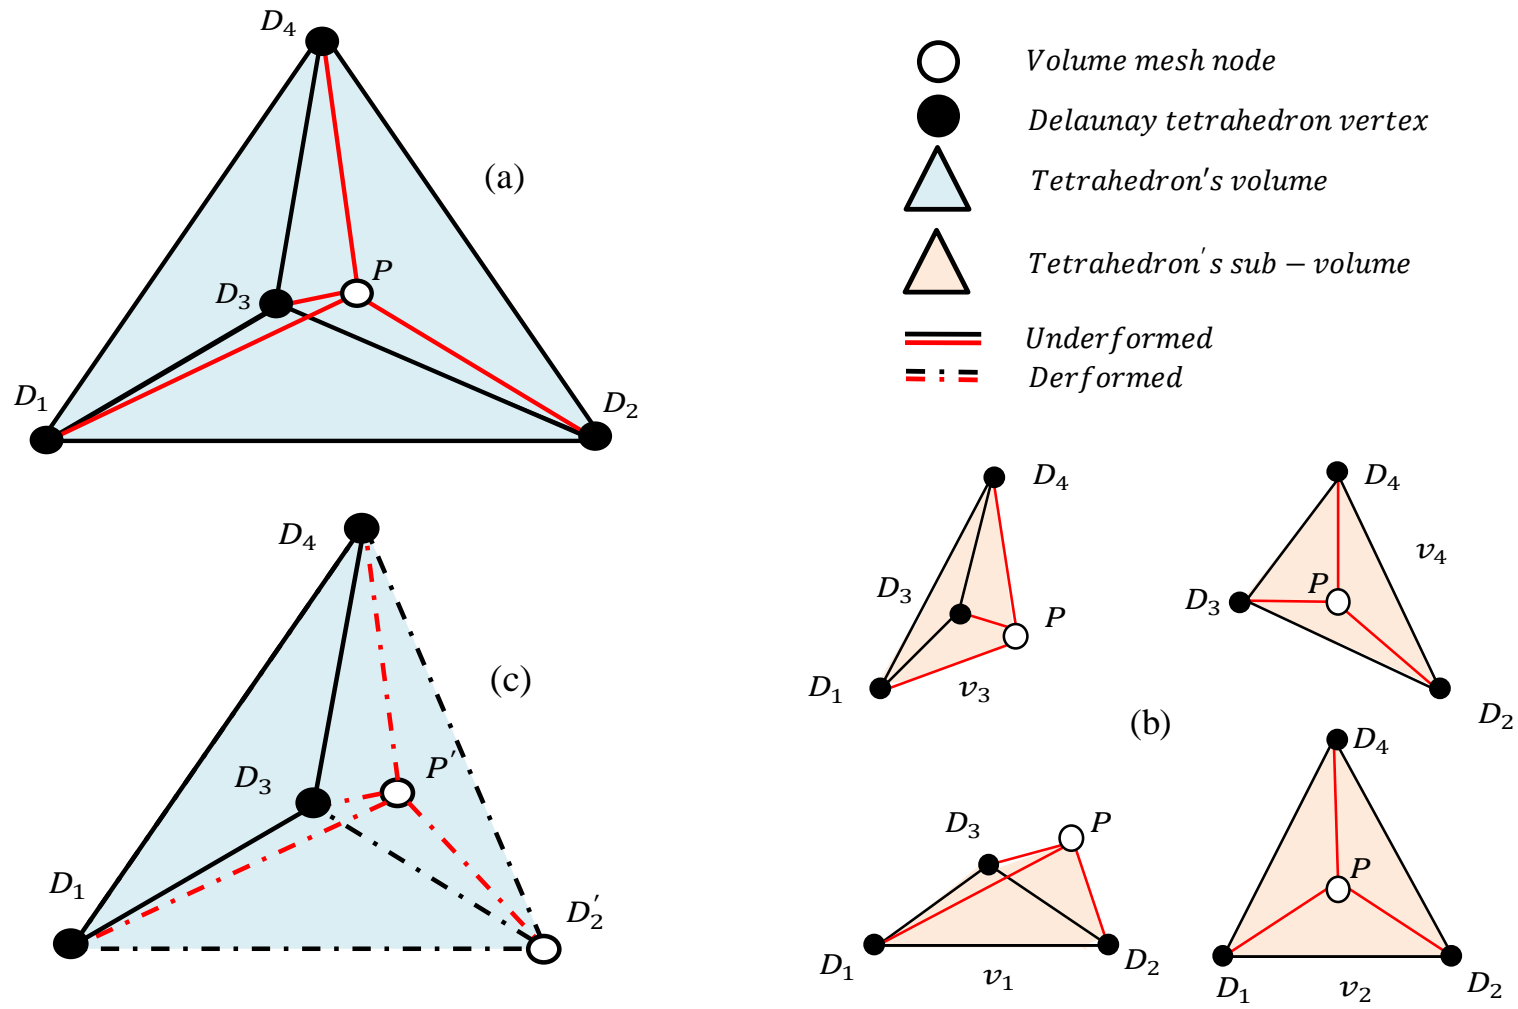 D₄
(a)
P
D₃
D₁
D₂
Volume mesh node
Delaunay tetrahedron vertex
Tetrahedron's volume
Tetrahedron's sub − volume
Underformed
Derformed
D₄
(c)
P′
D₃
D₁
D₂′
D₄
D₃
P
D₁
v₃
D₄
v₄
P
D₃
D₂
(b)
D₃
P
D₁
D₂
v₁
D₄
P
D₁
v₂
D₂